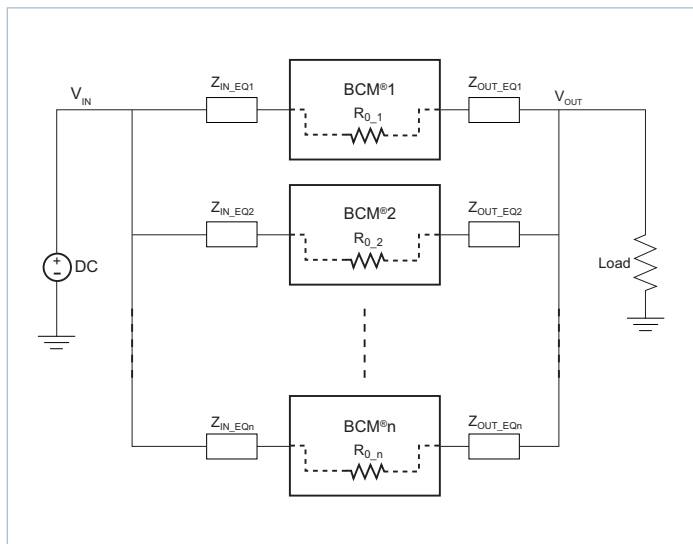 V_IN
Z_IN_EQ1
BCM®1
R_0_1
Z_OUT_EQ1
V_OUT
Z_IN_EQ2
BCM®2
R_0_2
Z_OUT_EQ2
+
–
DC
Load
Z_IN_EQn
BCM®n
R_0_n
Z_OUT_EQn